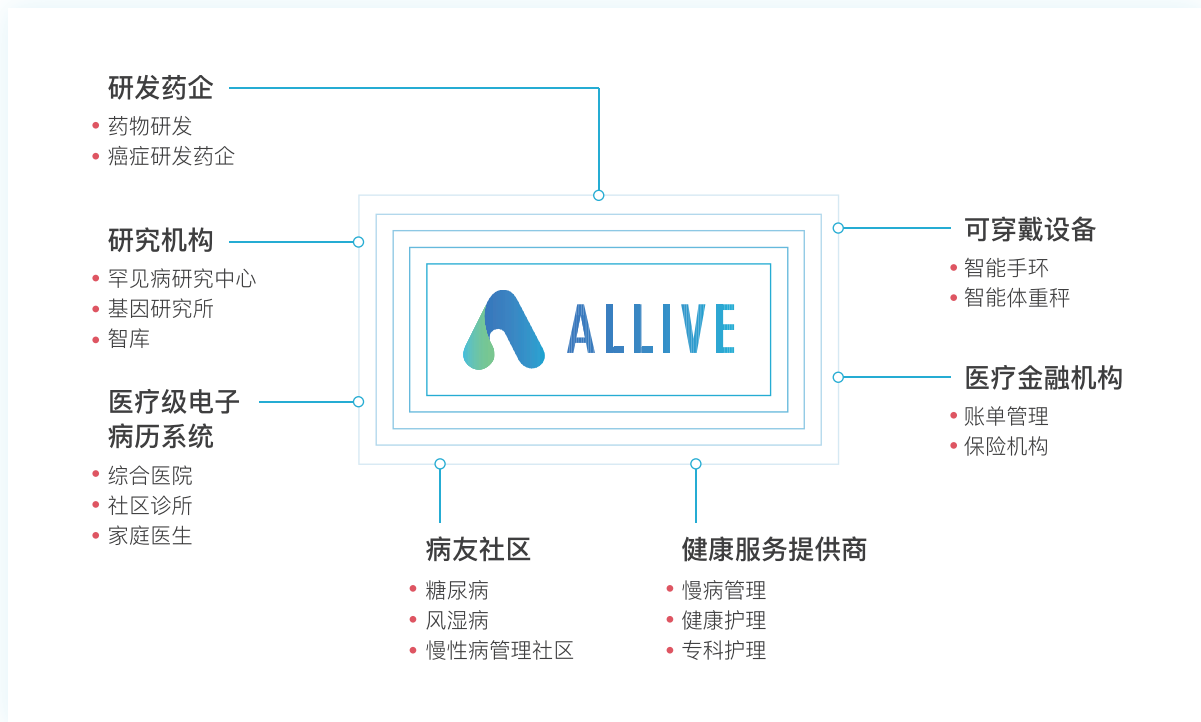 研发药企
药物研发
癌症研发药企
研究机构
罕见病研究中心
基因研究所
智库
医疗级电子
病历系统
综合医院
社区诊所
家庭医生
ALLIVE
可穿戴设备
智能手环
智能体重秤
医疗金融机构
账单管理
保险机构
病友社区
糖尿病
风湿病
慢性病管理社区
健康服务提供商
慢病管理
健康护理
专科护理